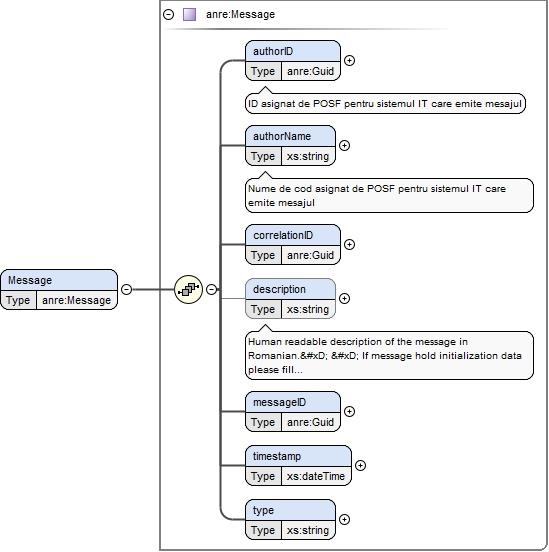 anre:Message
authorID
Type anre:Guid
ID asignat de POSF pentru sistemul IT care emite mesajul
authorName
Type xs:string
Nume de cod asignat de POSF pentru sistemul IT care
emite mesajul
correlationID
Type anre:Guid
Message
Type anre:Message
description
Type xs:string
Human readable description of the message in
Romanian.&#xD; &#xD; If message hold initialization data
please fill...
messageID
Type anre:Guid
timestamp
Type xs:dateTime
type
Type xs:string